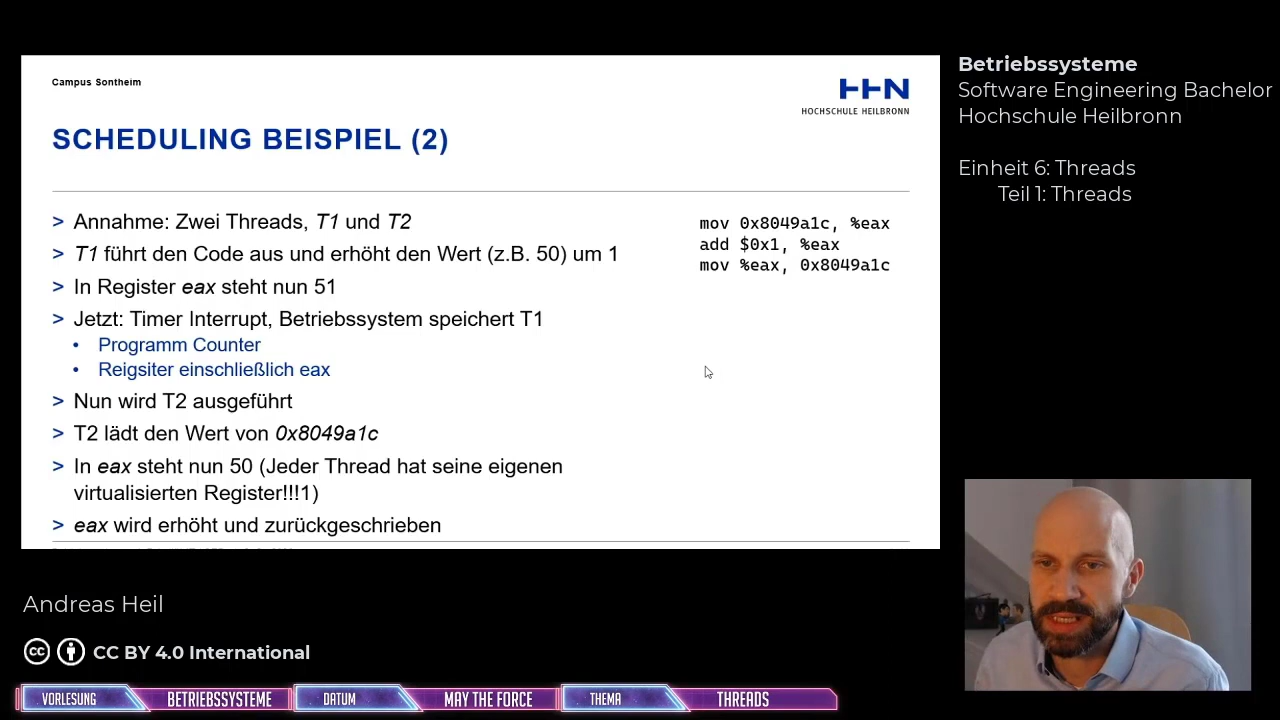 Campus Sontheim
HHN
HOCHSCHULE HEILBRONN
SCHEDULING BEISPIEL (2)
> Annahme: Zwei Threads, T1 und T2
> T1 führt den Code aus und erhöht den Wert (z.B. 50) um 1
> In Register eax steht nun 51
> Jetzt: Timer Interrupt, Betriebssystem speichert T1
• Programm Counter
• Reigsiter einschließlich eax
> Nun wird T2 ausgeführt
> T2 lädt den Wert von 0x8049a1c
> In eax steht nun 50 (Jeder Thread hat seine eigenen
virtualisierten Register!!!1)
> eax wird erhöht und zurückgeschrieben
mov 0x8049a1c, %eax
add $0x1, %eax
mov %eax, 0x8049a1c
Betriebssysteme
Software Engineering Bachelor
Hochschule Heilbronn
Einheit 6: Threads
Teil 1: Threads
Andreas Heil
cc CC BY 4.0 International
VORLESUNG BETRIEBSSYSTEME DATUM MAY THE FORCE THEMA THREADS